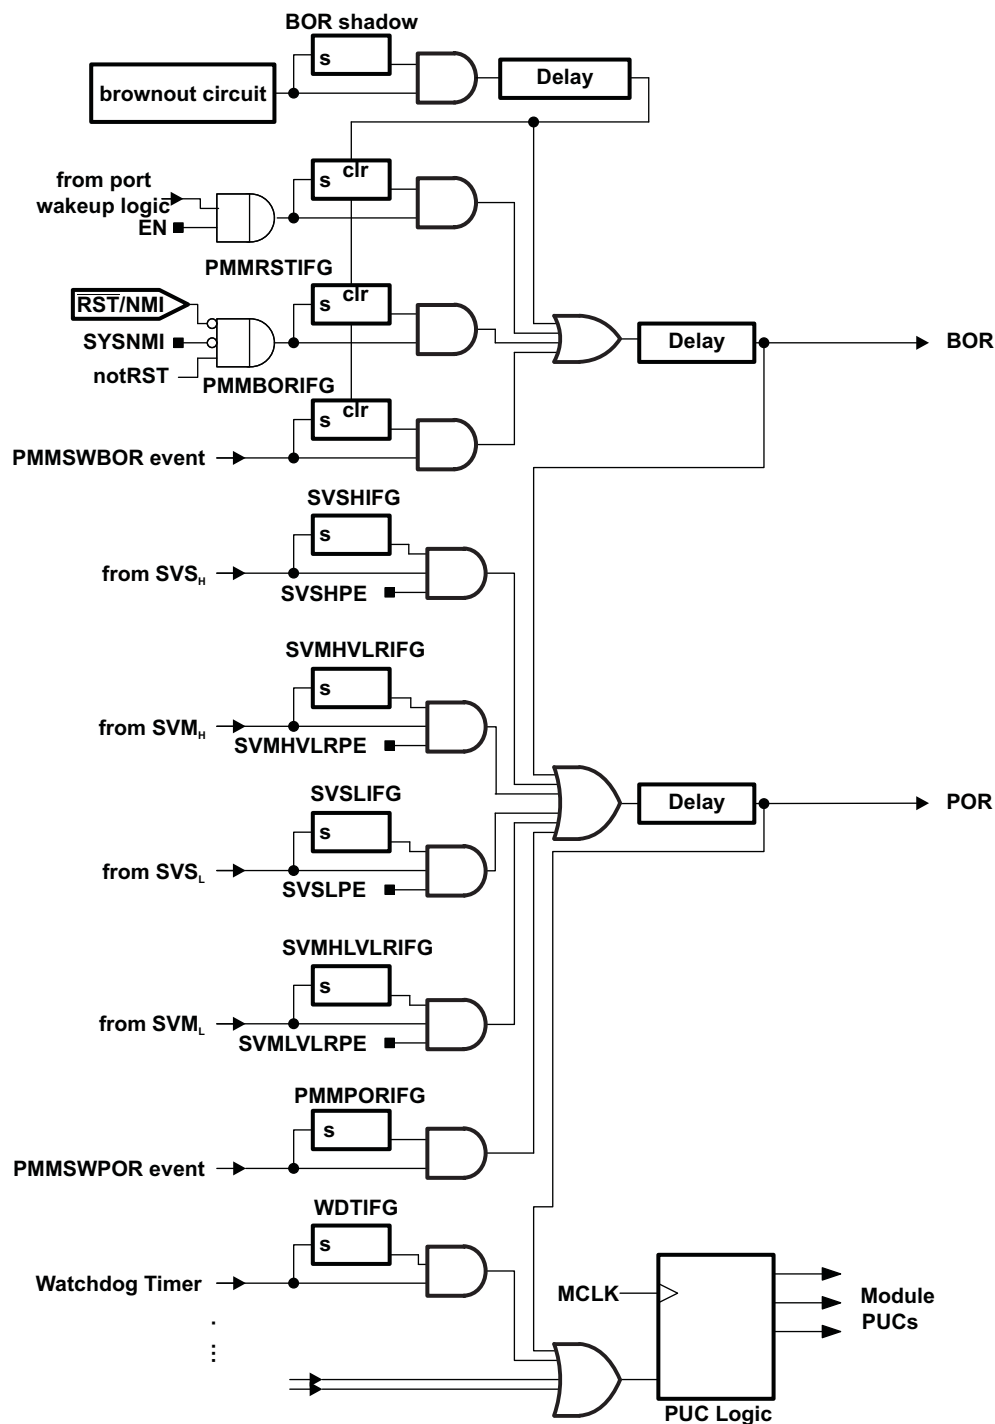 BOR shadow
s
brownout circuit
Delay
from port
wakeup logic
EN
s clr
PMMRSTIFG
RST/NMI
SYSNMI
notRST
s clr
Delay
BOR
PMMBORIFG
s clr
PMMSWBOR event
SVSHIFG
s
from SVSH
SVSHPE
SVMHVLRIFG
s
from SVMH
SVMHVLRPE
SVSLIFG
s
Delay
POR
from SVSL
SVSLPE
SVMHLVLRIFG
s
from SVML
SVMLVLRPE
PMMPORIFG
s
PMMSWPOR event
WDTIFG
s
Watchdog Timer
MCLK
Module
PUCs
.
...
PUC Logic